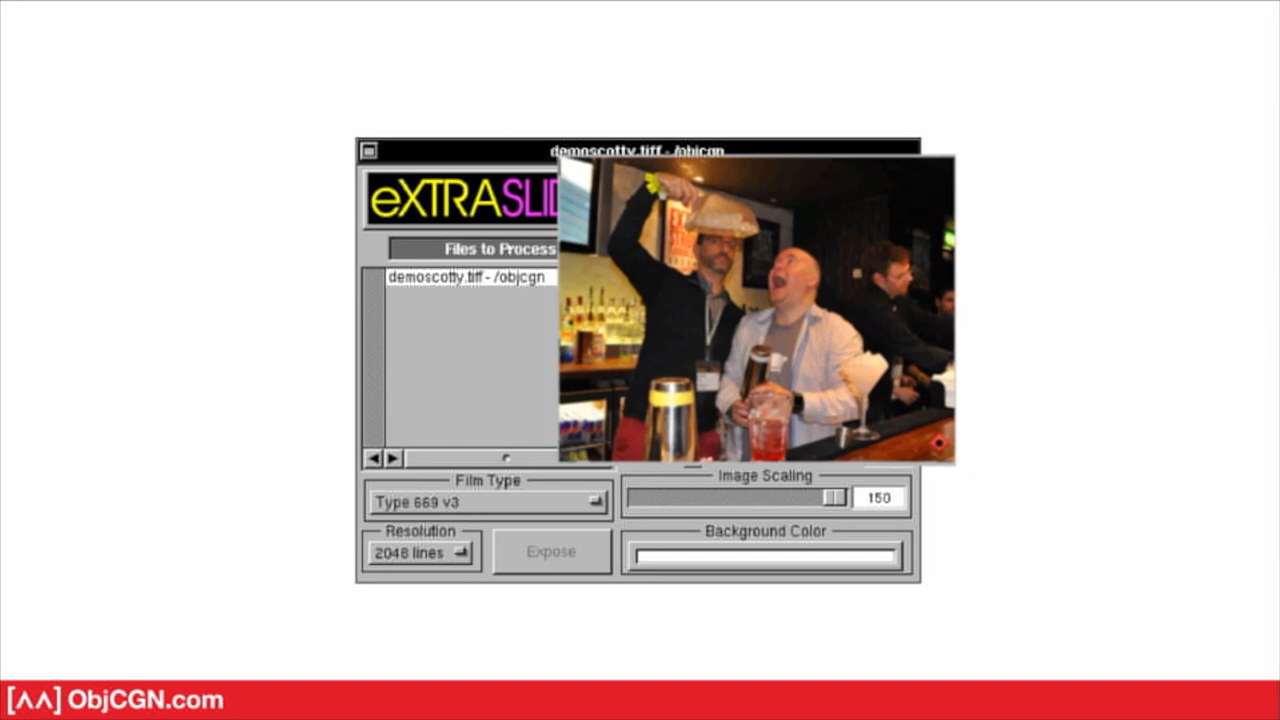 demoscotty.tiff - /objcgn
eXTRASLID
Files to Process
demoscotty.tiff - /objcgn
Film Type
Type 669 v3
Resolution
2048 lines
Expose
Image Scaling
150
Background Color
[ʌʌ] ObjCGN.com